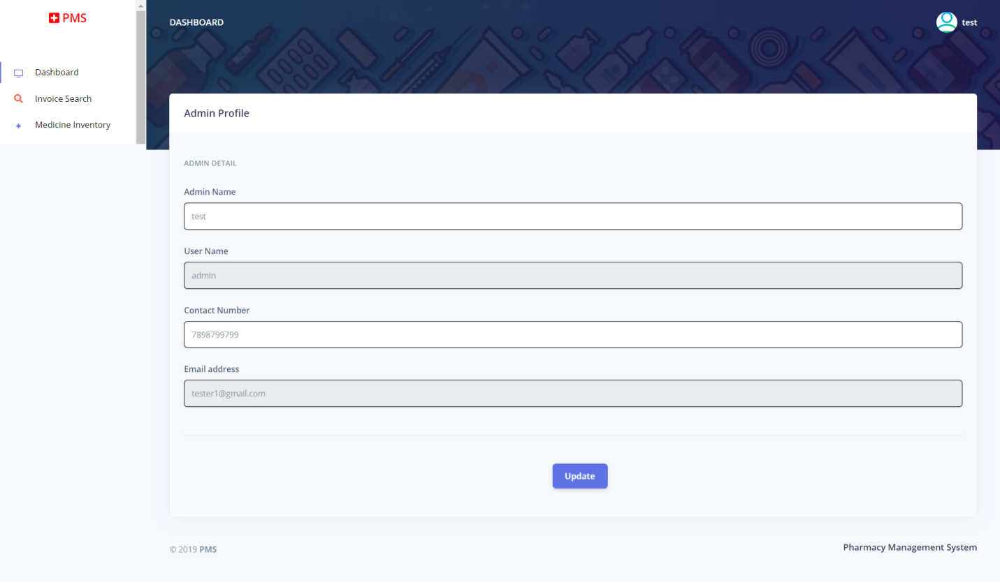 PMS
Dashboard
Invoice Search
Medicine Inventory
DASHBOARD
test
Admin Profile
ADMIN DETAIL
Admin Name
test
User Name
admin
Contact Number
7898799799
Email address
tester1@gmail.com
Update
© 2019 PMS
Pharmacy Management System